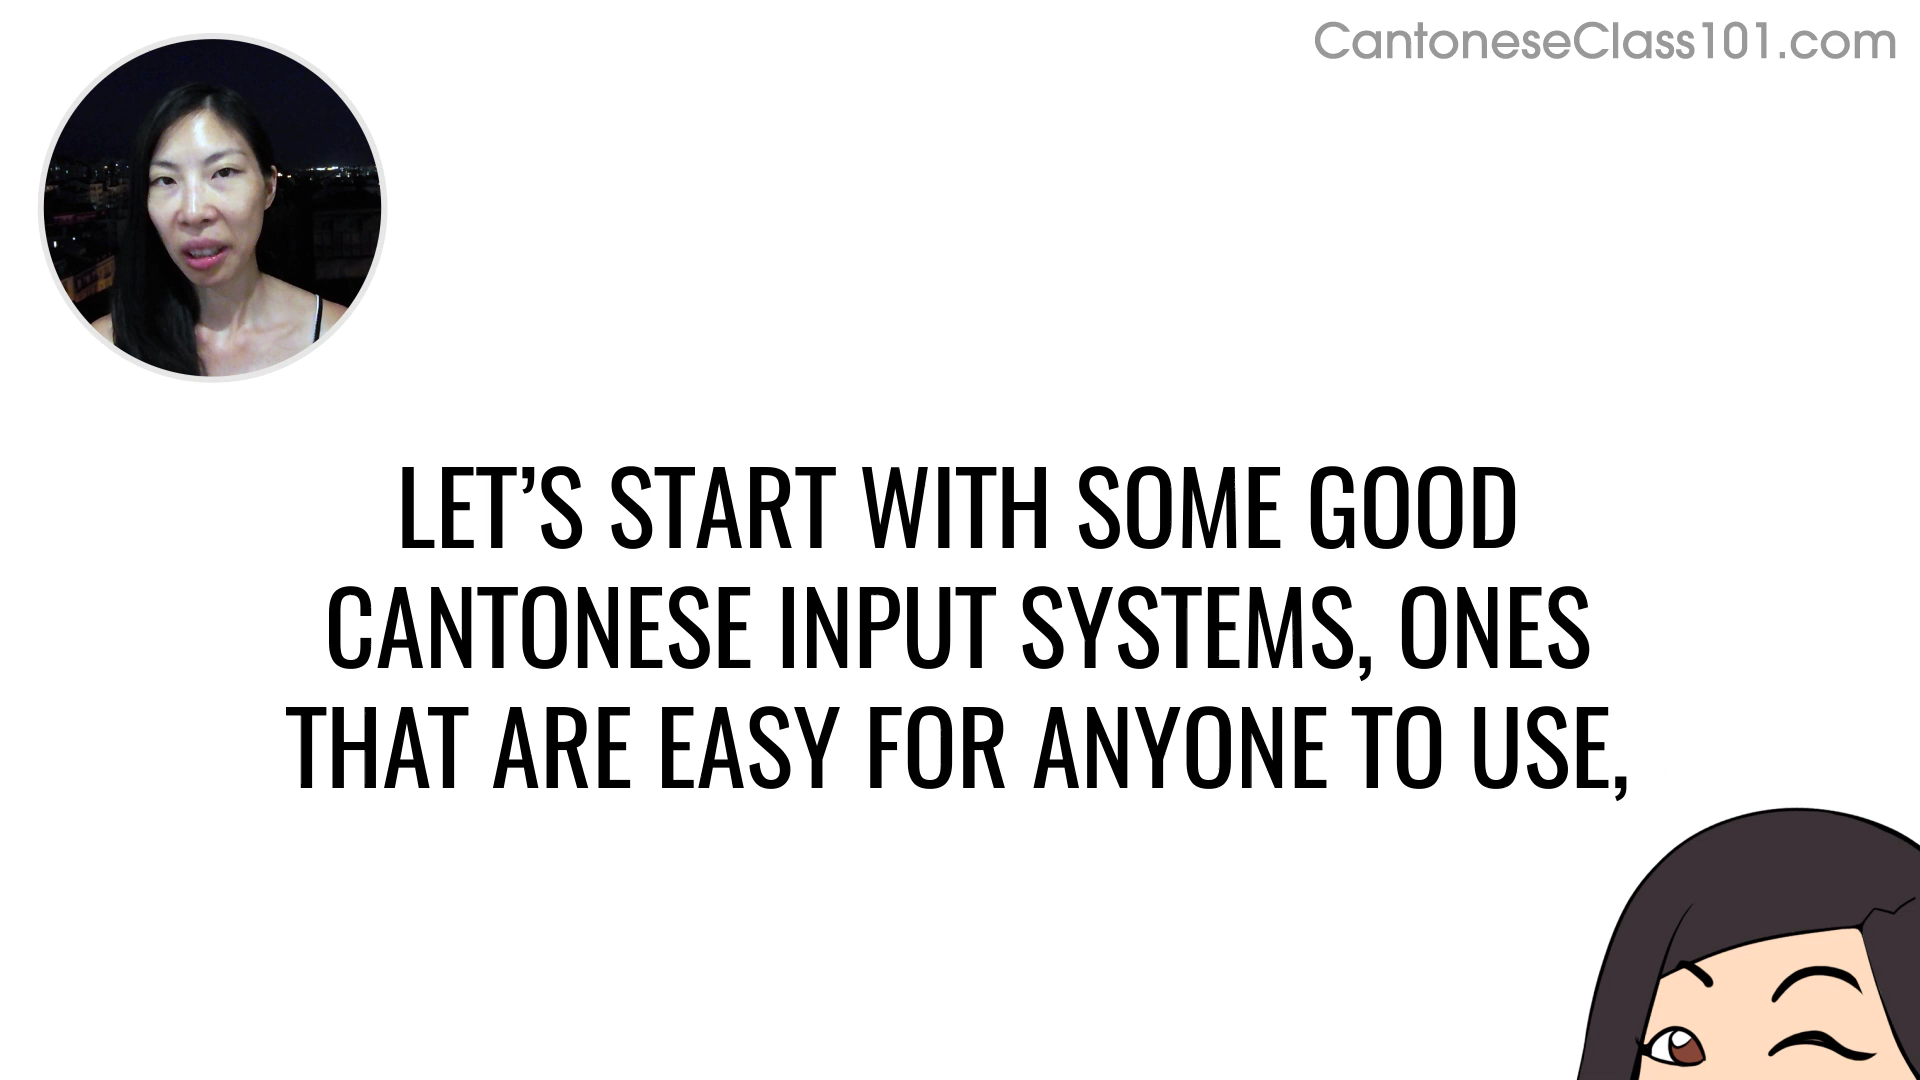 CantoneseClass101.com
LET’S START WITH SOME GOOD
CANTONESE INPUT SYSTEMS, ONES
THAT ARE EASY FOR ANYONE TO USE,